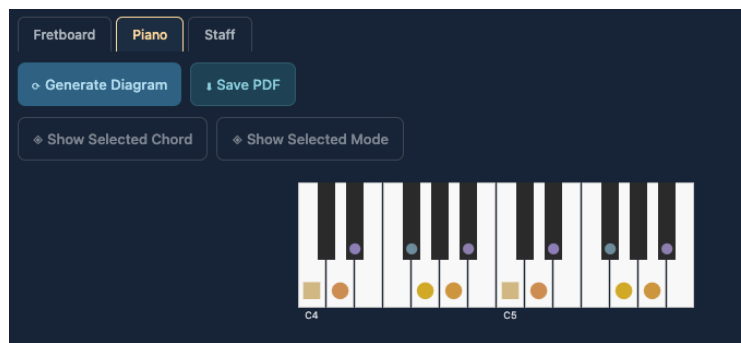 Fretboard Piano Staff
Generate Diagram Save PDF
Show Selected Chord Show Selected Mode
C4 C5